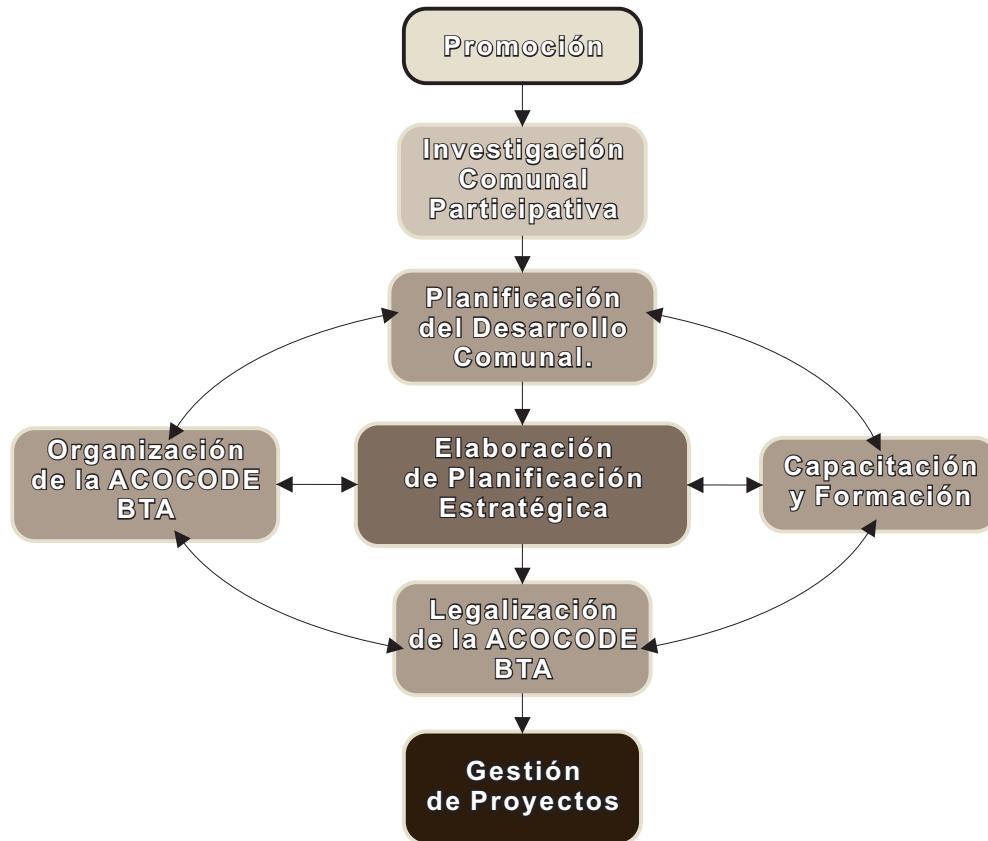 Promoción
Investigación
Comunal
Participativa
Planificación
del Desarrollo
Comunal.
Organización
de la ACOCODE
BTA
Elaboración
de Planificación
Estratégica
Capacitación
y Formación
Legalización
de la ACOCODE
BTA
Gestión
de Proyectos